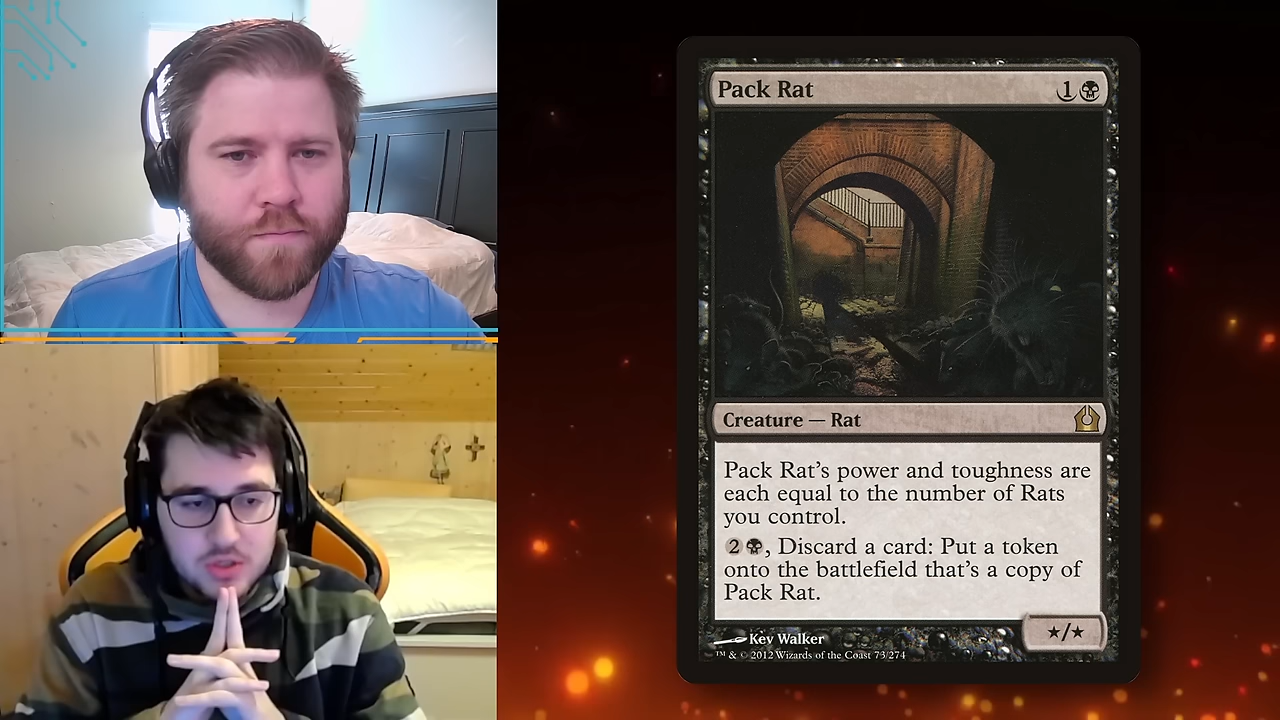 Pack Rat 1
Creature — Rat
Pack Rat's power and toughness are
each equal to the number of Rats
you control.
2, Discard a card: Put a token
onto the battlefield that's a copy of
Pack Rat.
★/★
Kev Walker
™ & © 2012 Wizards of the Coast 73/274